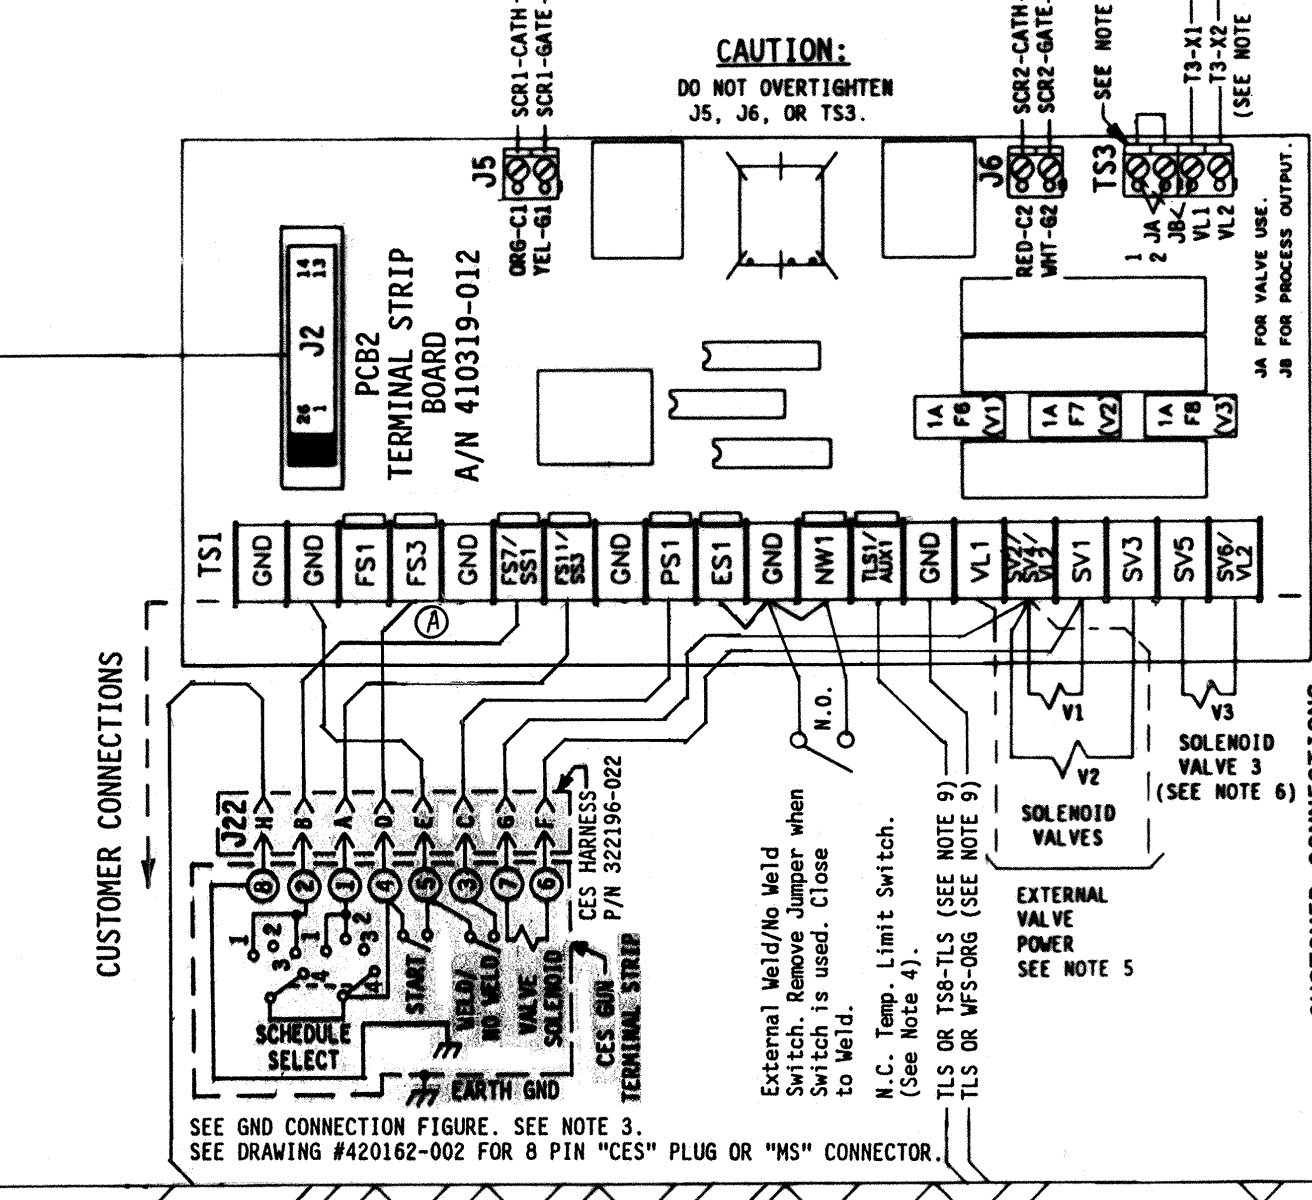 SCR1-CATH
SCR1-GATE
CAUTION:
DO NOT OVERTIGHTEN
J5, J6, OR TS3.
SCR2-CATH
SCR2-GATE
SEE NOTE
T3-X1
T3-X2
(SEE NOTE
J5
ORG-C1
YEL-G1
J6
RED-C2
WHT-G2
TS3
1
2
JA
JB
VL1
VL2
JA FOR VALVE USE.
JB FOR PROCESS OUTPUT.
14
13
J2
26
1
PCB2
TERMINAL STRIP
BOARD
A/N 410319-012
1A
F6
(V1)
1A
F7
(V2)
1A
F8
(V3)
TS1
GND
GND
FS1
FS3
GND
FS7/
SS1
FS11/
SS3
GND
PS1
ES1
GND
NW1
TLS1/
AUX1
GND
VL1
SV2/
SV4/
VL2
SV1
SV3
SV5
SV6/
VL2
A
CUSTOMER CONNECTIONS
N.O.
V1
V2
SOLENOID
VALVES
V3
SOLENOID
VALVE 3
(SEE NOTE 6)
EXTERNAL
VALVE
POWER
SEE NOTE 5
J22
H
B
A
D
E
C
G
F
CES HARNESS
P/N 322196-022
8
2
1
4
5
3
7
6
1
2
3
4
1
2
3
4
SCHEDULE
SELECT
START
WELD/
NO WELD
VALVE
SOLENOID
CES GUN
TERMINAL STRIP
EARTH GND
External Weld/No Weld
Switch. Remove Jumper when
Switch is used. Close
to Weld.
N.C. Temp. Limit Switch.
(See Note 4).
TLS OR TS8-TLS (SEE NOTE 9)
TLS OR WFS-ORG (SEE NOTE 9)
SEE GND CONNECTION FIGURE. SEE NOTE 3.
SEE DRAWING #420162-002 FOR 8 PIN "CES" PLUG OR "MS" CONNECTOR.